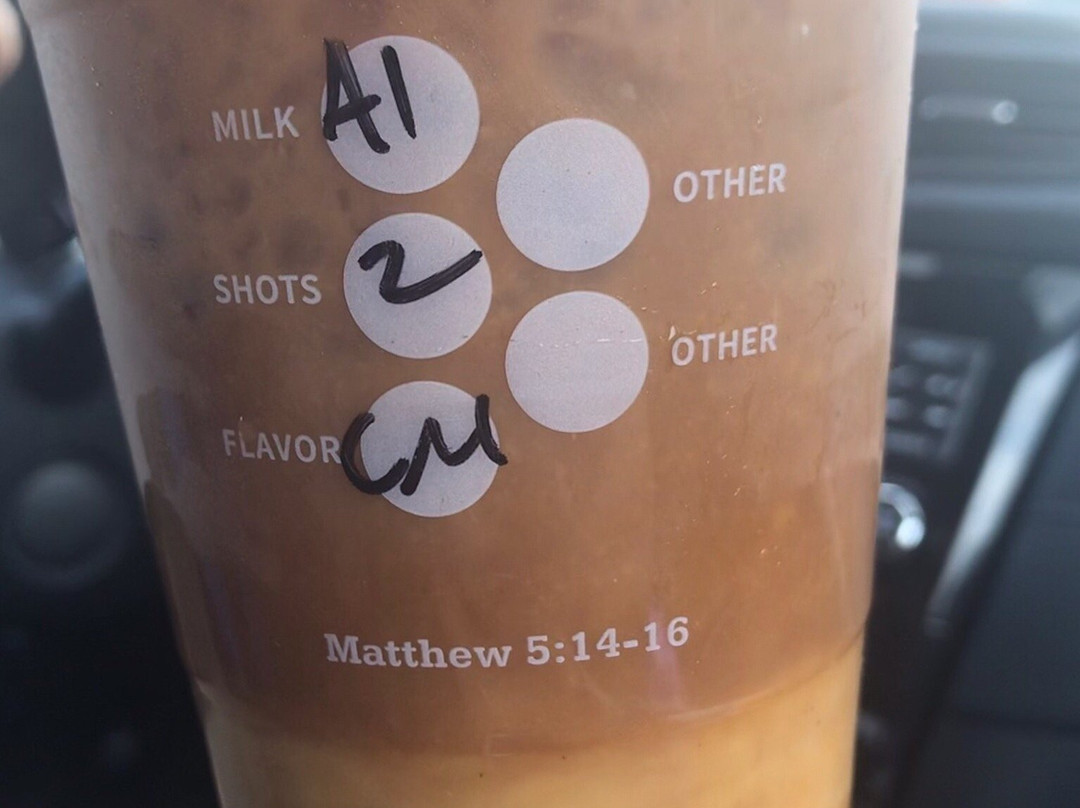 MILK Al
OTHER
SHOTS 2
OTHER
FLAVOR CM
Matthew 5:14-16